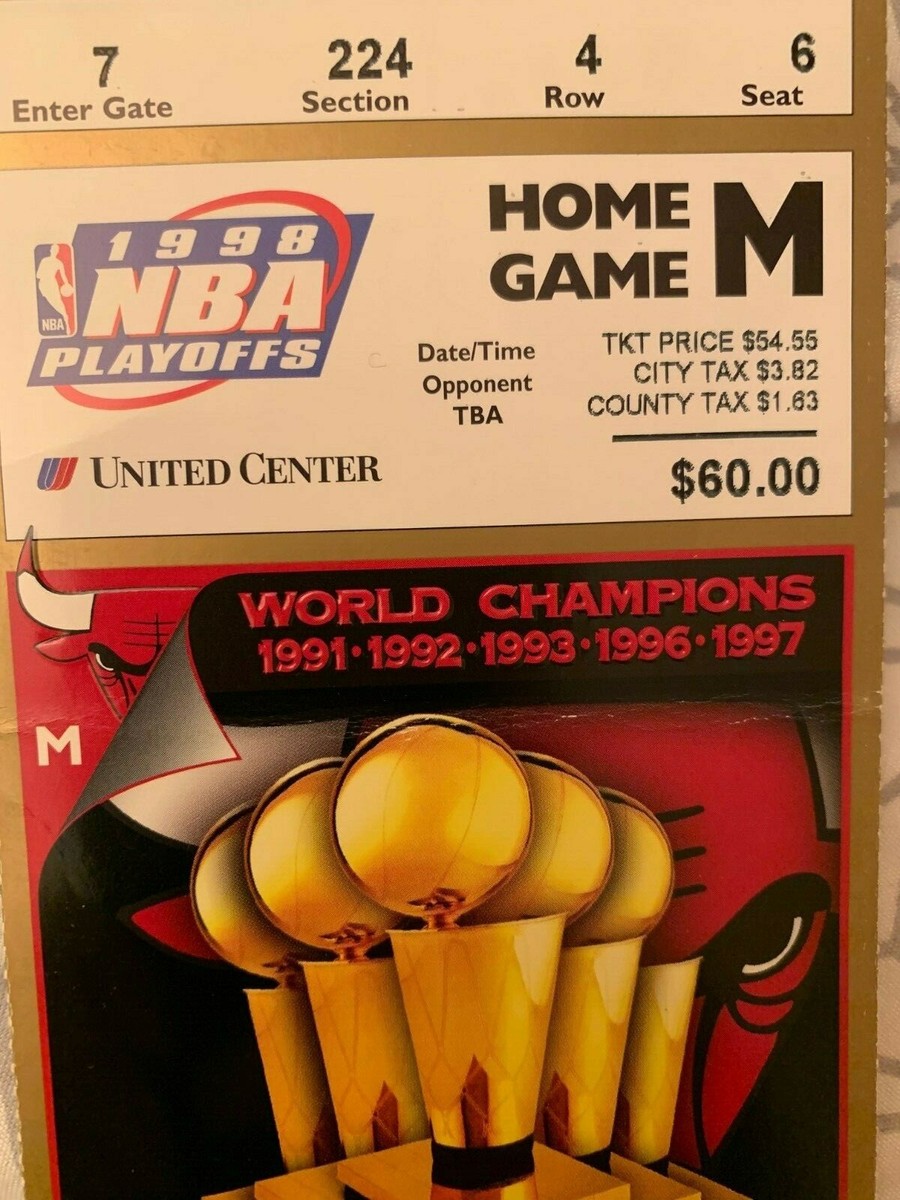 7 224 4 6
Enter Gate Section Row Seat
1998
NBA
NBA
PLAYOFFS
HOME
GAME M
Date/Time
Opponent
TBA
TKT PRICE $54.55
CITY TAX $3.82
COUNTY TAX $1.63
$60.00
UNITED CENTER
WORLD CHAMPIONS
1991·1992·1993·1996·1997
M